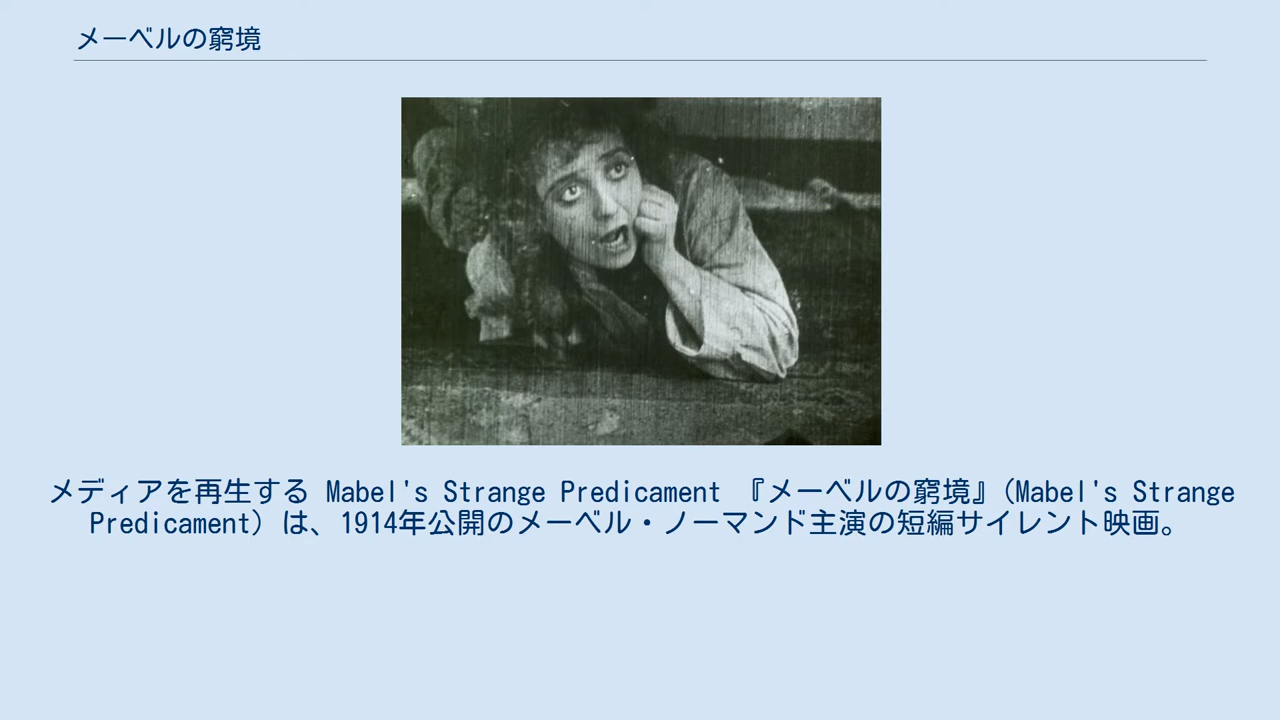 メーベルの窮境
メディアを再生する Mabel's Strange Predicament 『メーベルの窮境』(Mabel's Strange
Predicament) は、1914年公開のメーベル・ノーマンド主演の短編サイレント映画。